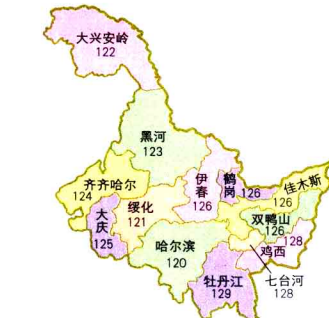 大兴安岭
122
黑河
123
齐齐哈尔
124
大庆
125
绥化
121
伊春
126
鹤岗
126
佳木斯
126
双鸭山
126
哈尔滨
120
鸡西
128
七台河
128
牡丹江
129